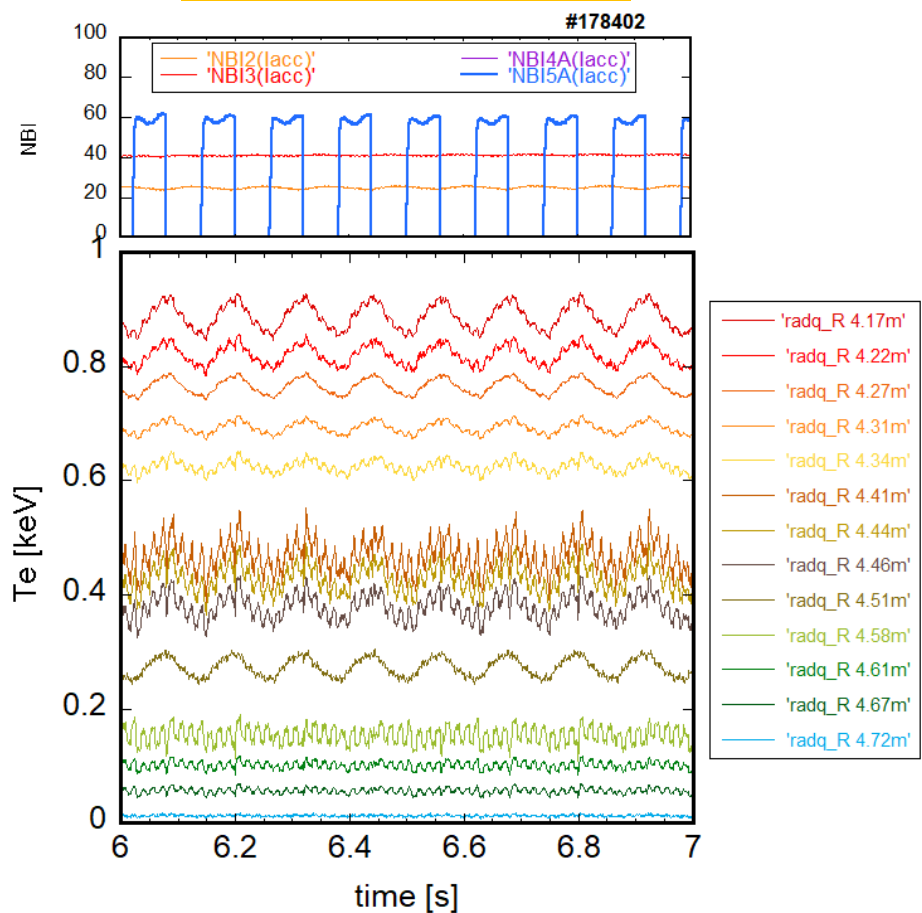 #178402
100
80
60
40
20
0
NBI
'NBI2(Iacc)'
'NBI3(Iacc)'
'NBI4A(Iacc)'
'NBI5A(Iacc)'
1
0.8
0.6
0.4
0.2
0
Te [keV]
6
6.2
6.4
6.6
6.8
7
time [s]
'radq_R 4.17m'
'radq_R 4.22m'
'radq_R 4.27m'
'radq_R 4.31m'
'radq_R 4.34m'
'radq_R 4.41m'
'radq_R 4.44m'
'radq_R 4.46m'
'radq_R 4.51m'
'radq_R 4.58m'
'radq_R 4.61m'
'radq_R 4.67m'
'radq_R 4.72m'